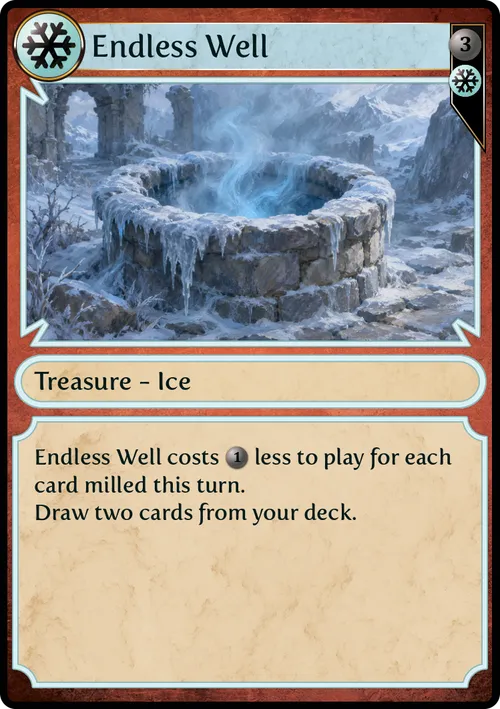 Endless Well
3
Treasure – Ice
Endless Well costs 1 less to play for each
card milled this turn.
Draw two cards from your deck.